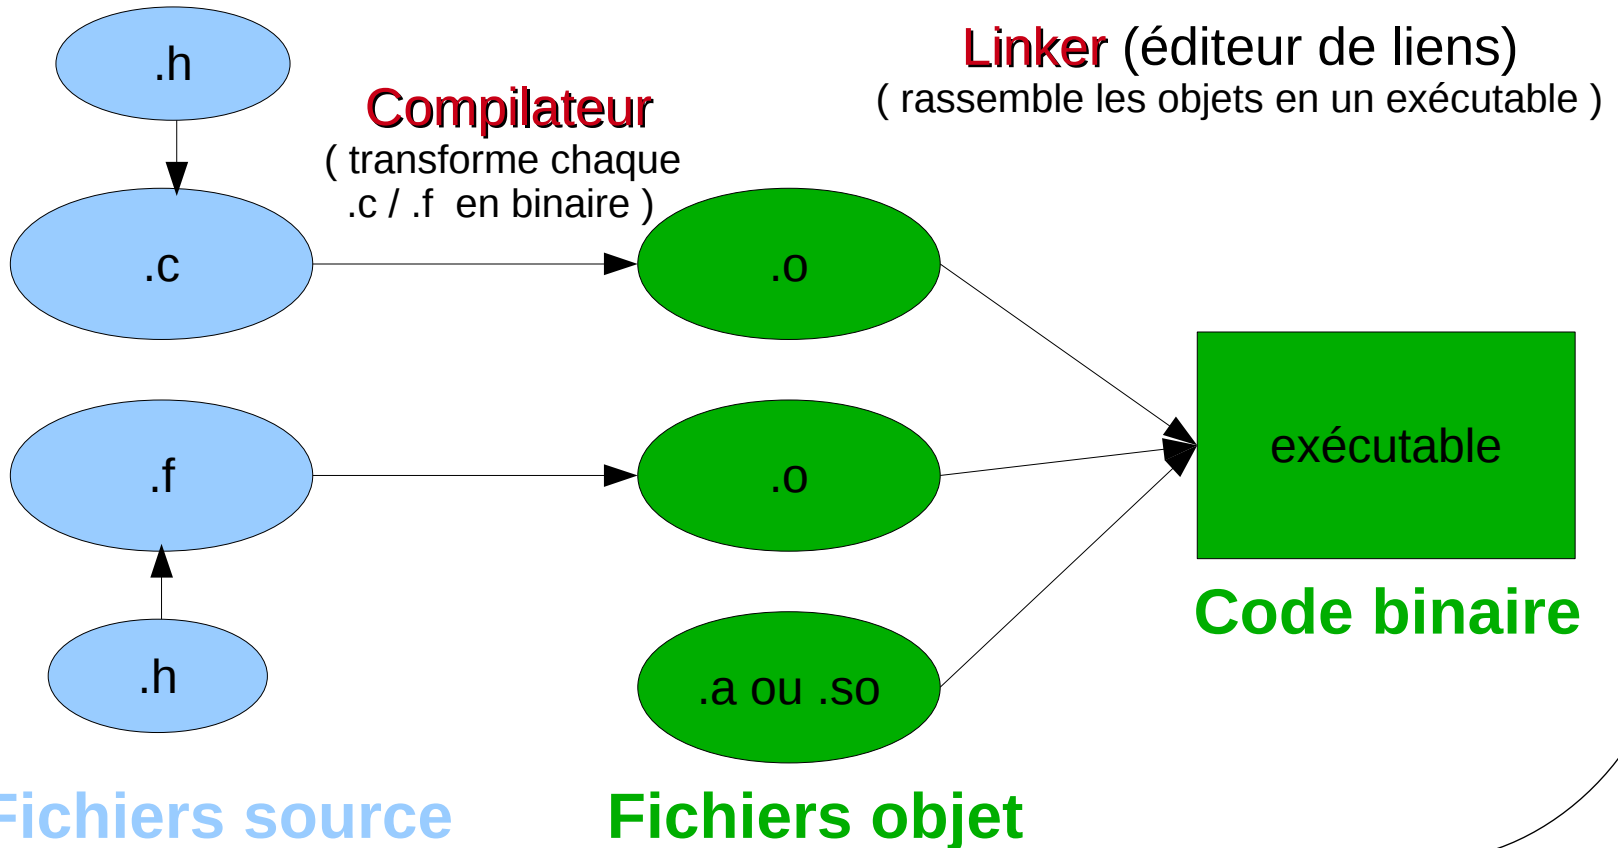 .h
Linker (éditeur de liens)
( rassemble les objets en un exécutable )
Compilateur
( transforme chaque
.c / .f  en binaire )
.c
.o
.f
.o
exécutable
Code binaire
.h
.a ou .so
Fichiers source
Fichiers objet